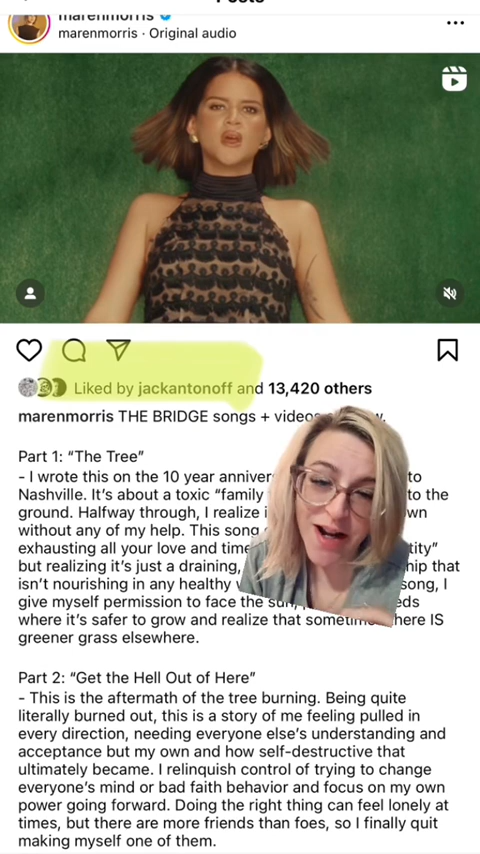 Posts
marenmorris
marenmorris · Original audio
Liked by jackantonoff and 13,420 others
marenmorris THE BRIDGE songs + videos
Part 1: “The Tree”
- I wrote this on the 10 year to
Nashville. It’s about a toxic “family to the
ground. Halfway through, I realize
without any of my help. This song
exhausting all your love and time
but realizing it’s just a draining, that
isn’t nourishing in any healthy song, I
give myself permission to face the
where it’s safer to grow and realize that here IS
greener grass elsewhere.
Part 2: “Get the Hell Out of Here”
- This is the aftermath of the tree burning. Being quite
literally burned out, this is a story of me feeling pulled in
every direction, needing everyone else’s understanding and
acceptance but my own and how self-destructive that
ultimately became. I relinquish control of trying to change
everyone’s mind or bad faith behavior and focus on my own
power going forward. Doing the right thing can feel lonely at
times, but there are more friends than foes, so I finally quit
making myself one of them.